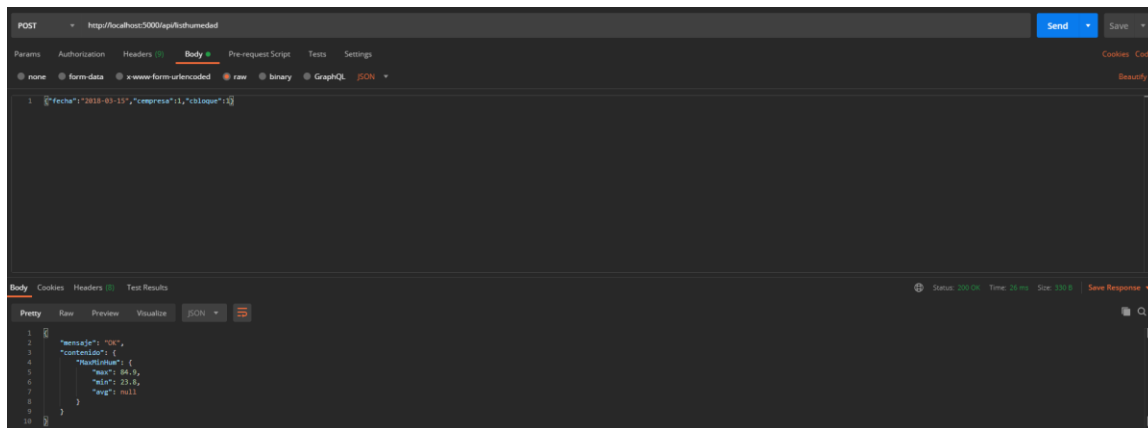 POST http://localhost:5000/api/listhumedad Send Save
Params Authorization Headers (9) Body Pre-request Script Tests Settings Cookies Cod
none form-data x-www-form-urlencoded raw binary GraphQL JSON Beautify
1 {"fecha":"2018-03-15","cempresa":1,"cbloque":1}
Body Cookies Headers (8) Test Results Status: 200 OK Time: 26 ms Size: 330 B Save Response
Pretty Raw Preview Visualize JSON
1 {
2 "mensaje": "OK",
3 "contenido": {
4 "MaxMinHum": {
5 "max": 84.9,
6 "min": 23.8,
7 "avg": null
8 }
9 }
10 }